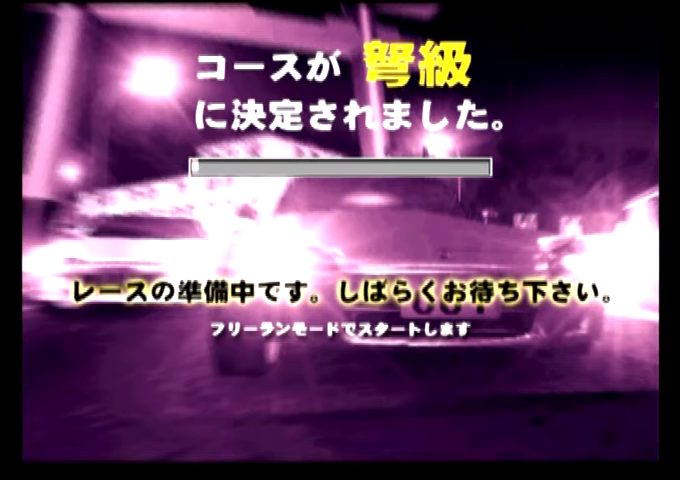 コースが 弩級
に決定されました。
レースの準備中です。しばらくお待ち下さい。
フリーランモードでスタートします